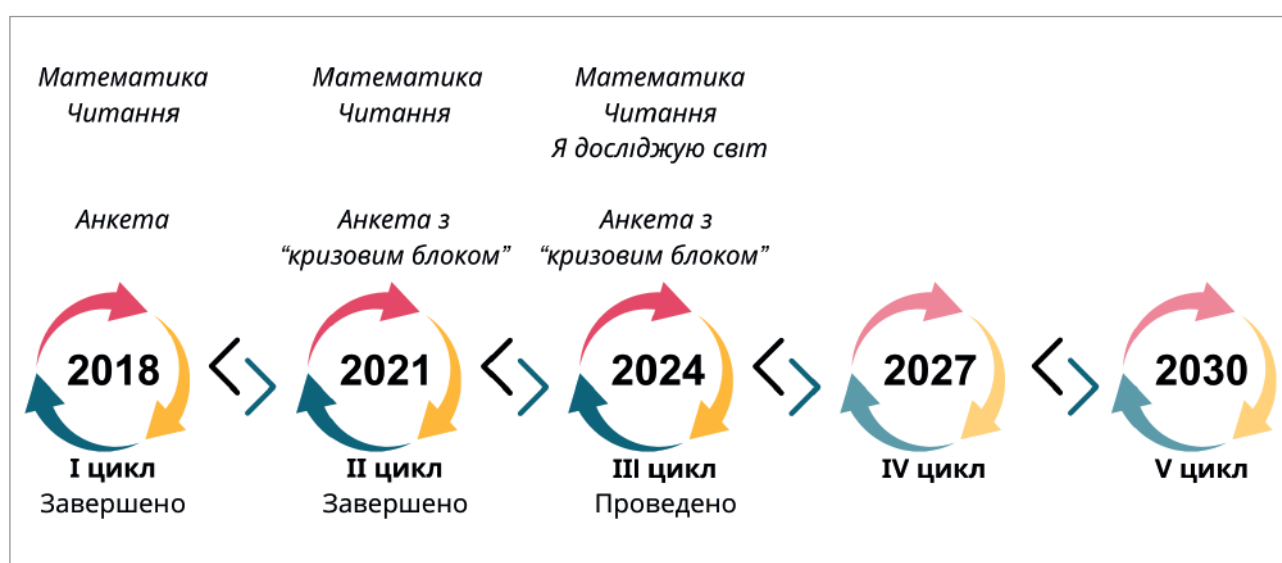 Математика
Читання
Математика
Читання
Математика
Читання
Я досліджую світ
Анкета
Анкета з
“кризовим блоком”
Анкета з
“кризовим блоком”
2018
2021
2024
2027
2030
I цикл
Завершено
II цикл
Завершено
III цикл
Проведено
IV цикл
V цикл